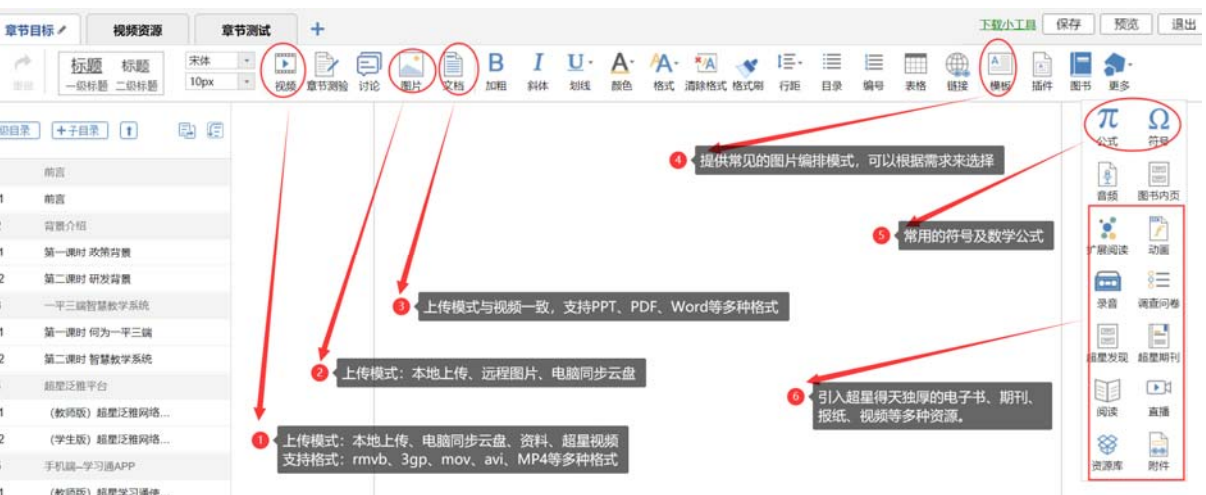 章节目标
视频资源
章节测试
下载小工具
保存
预览
退出
标题 标题
一级标题 二级标题
宋体
10px
视频
章节测验
讨论
图片
文档
B
加粗
I
斜体
U
划线
A
颜色
A
格式
清除格式
格式刷
行距
目录
编号
表格
链接
模板
插件
图书
更多
+子目录
前言
前言
背景介绍
第一课时 政策背景
第二课时 研发背景
一平三端智慧教学系统
第一课时 何为一平三端
第二课时 智慧教学系统
超星泛雅平台
（教师版）超星泛雅网络...
（学生版）超星泛雅网络...
手机端--学习通APP
（教师版）超星学习通使...
4 提供常见的图片编排模式，可以根据需求来选择
5 常用的符号及数学公式
3 上传模式与视频一致，支持PPT、PDF、Word等多种格式
2 上传模式：本地上传、远程图片、电脑同步云盘
6 引入超星得天独厚的电子书、期刊、
报纸、视频等多种资源。
1 上传模式：本地上传、电脑同步云盘、资料、超星视频
支持格式：rmvb、3gp、mov、avi、MP4等多种格式
π Ω
公式 符号
音频 图书内页
扩展阅读 动画
录音 调查问卷
超星发现 超星期刊
阅读 直播
资源库 附件